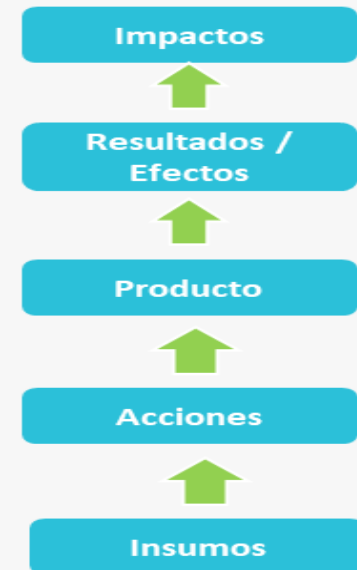 Impactos
Resultados /
Efectos
Producto
Acciones
Insumos